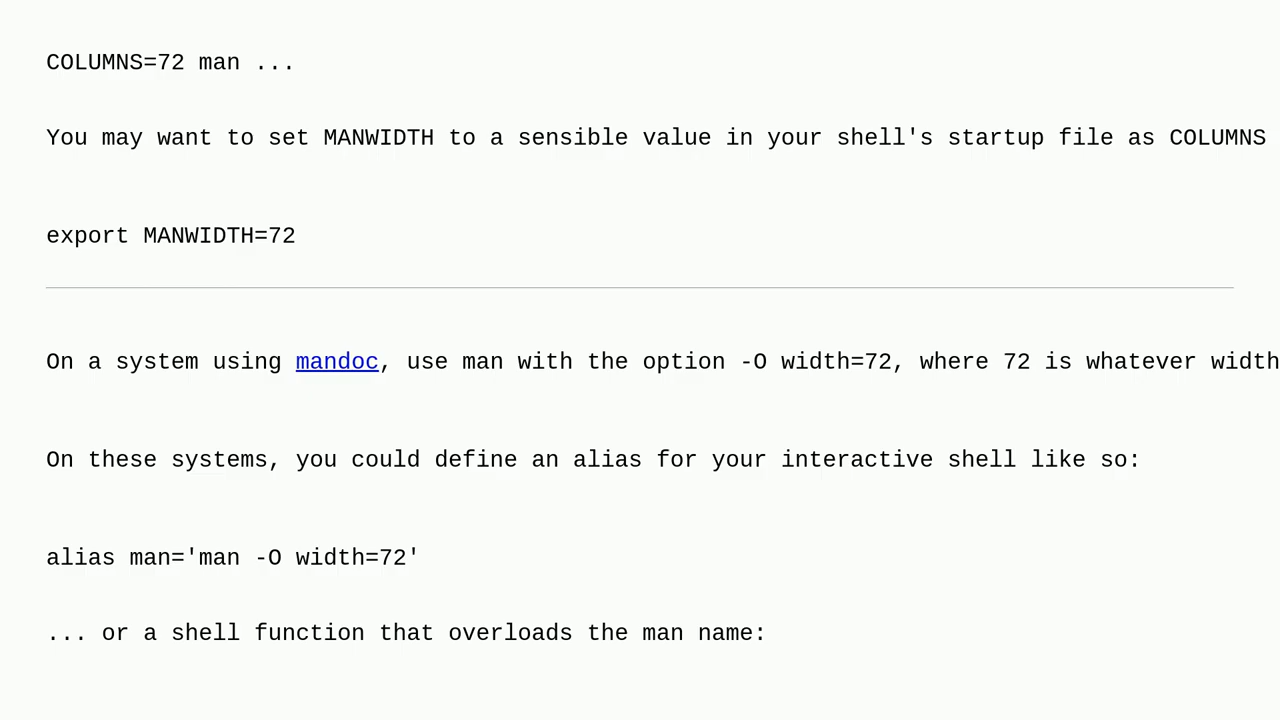 COLUMNS=72 man ...
You may want to set MANWIDTH to a sensible value in your shell's startup file as COLUMNS
export MANWIDTH=72
On a system using mandoc, use man with the option -O width=72, where 72 is whatever width
On these systems, you could define an alias for your interactive shell like so:
alias man='man -O width=72'
... or a shell function that overloads the man name: